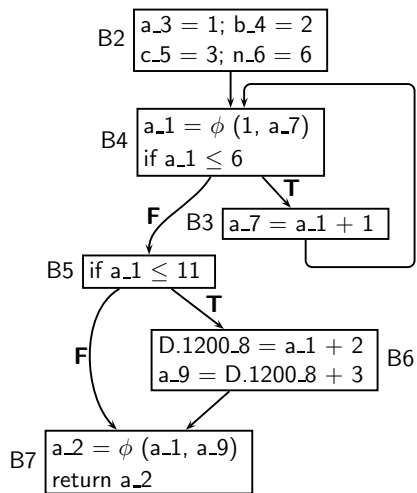 B2
a_3 = 1; b_4 = 2
c_5 = 3; n_6 = 6
B4
a_1 = ϕ (1, a_7)
if a_1 ≤ 6
F
T
B3
a_7 = a_1 + 1
B5
if a_1 ≤ 11
F
T
D.1200_8 = a_1 + 2
a_9 = D.1200_8 + 3
B6
B7
a_2 = ϕ (a_1, a_9)
return a_2